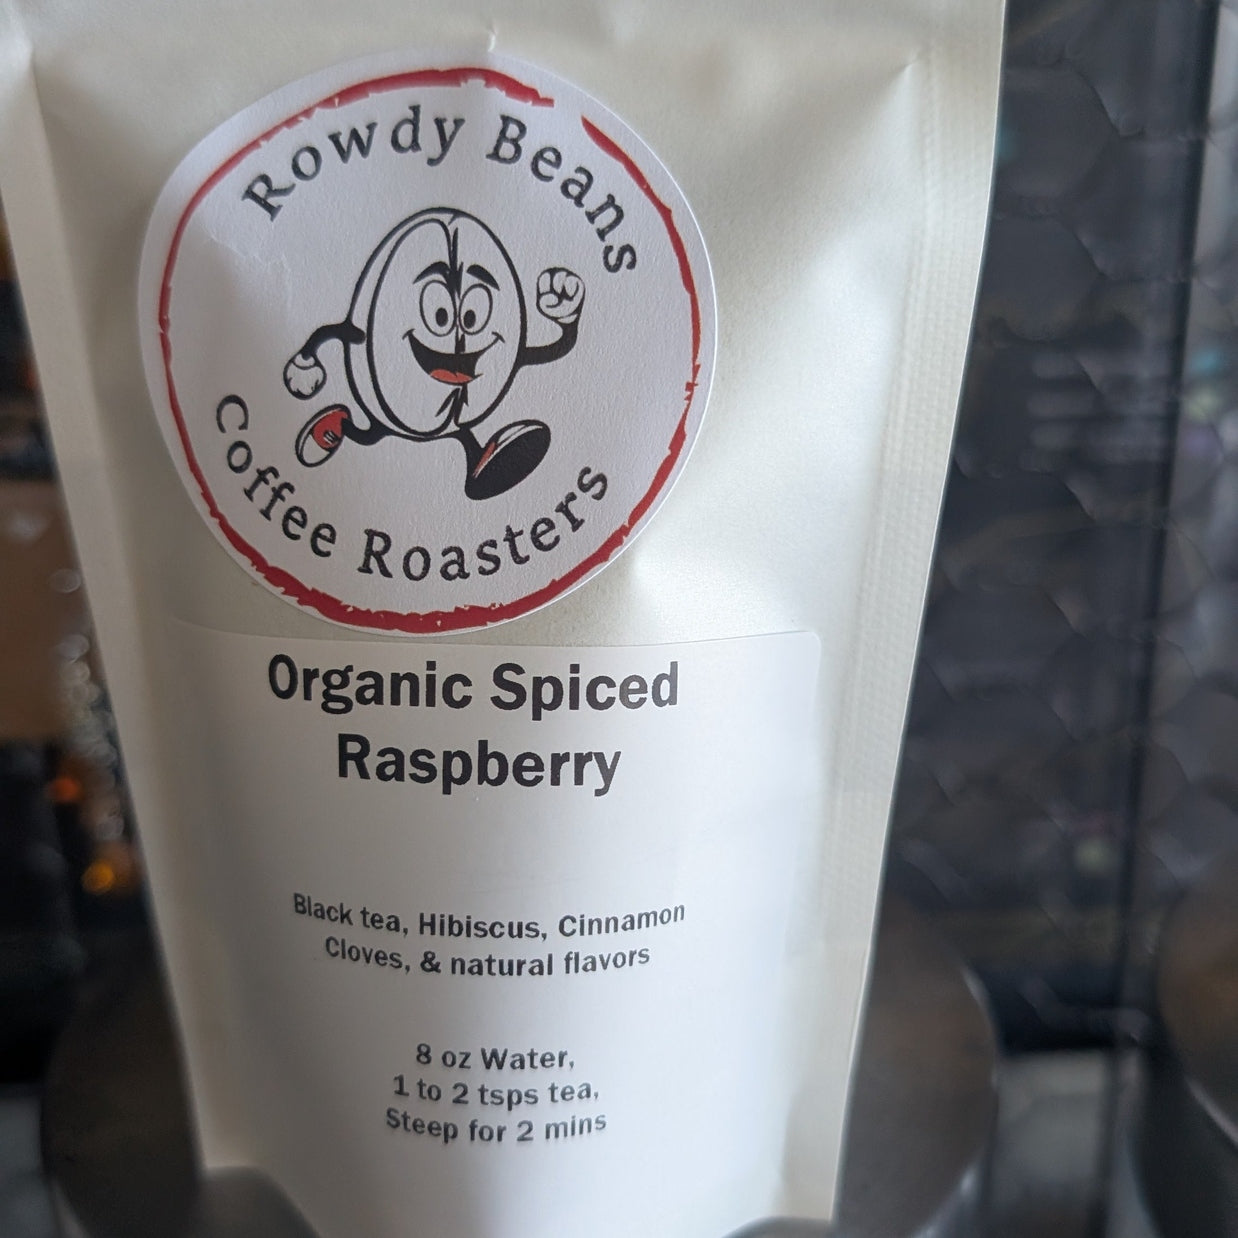 Rowdy Beans
Coffee Roasters
Organic Spiced
Raspberry
Black tea, Hibiscus, Cinnamon
Cloves, & natural flavors
8 oz Water,
1 to 2 tsps tea,
Steep for 2 mins